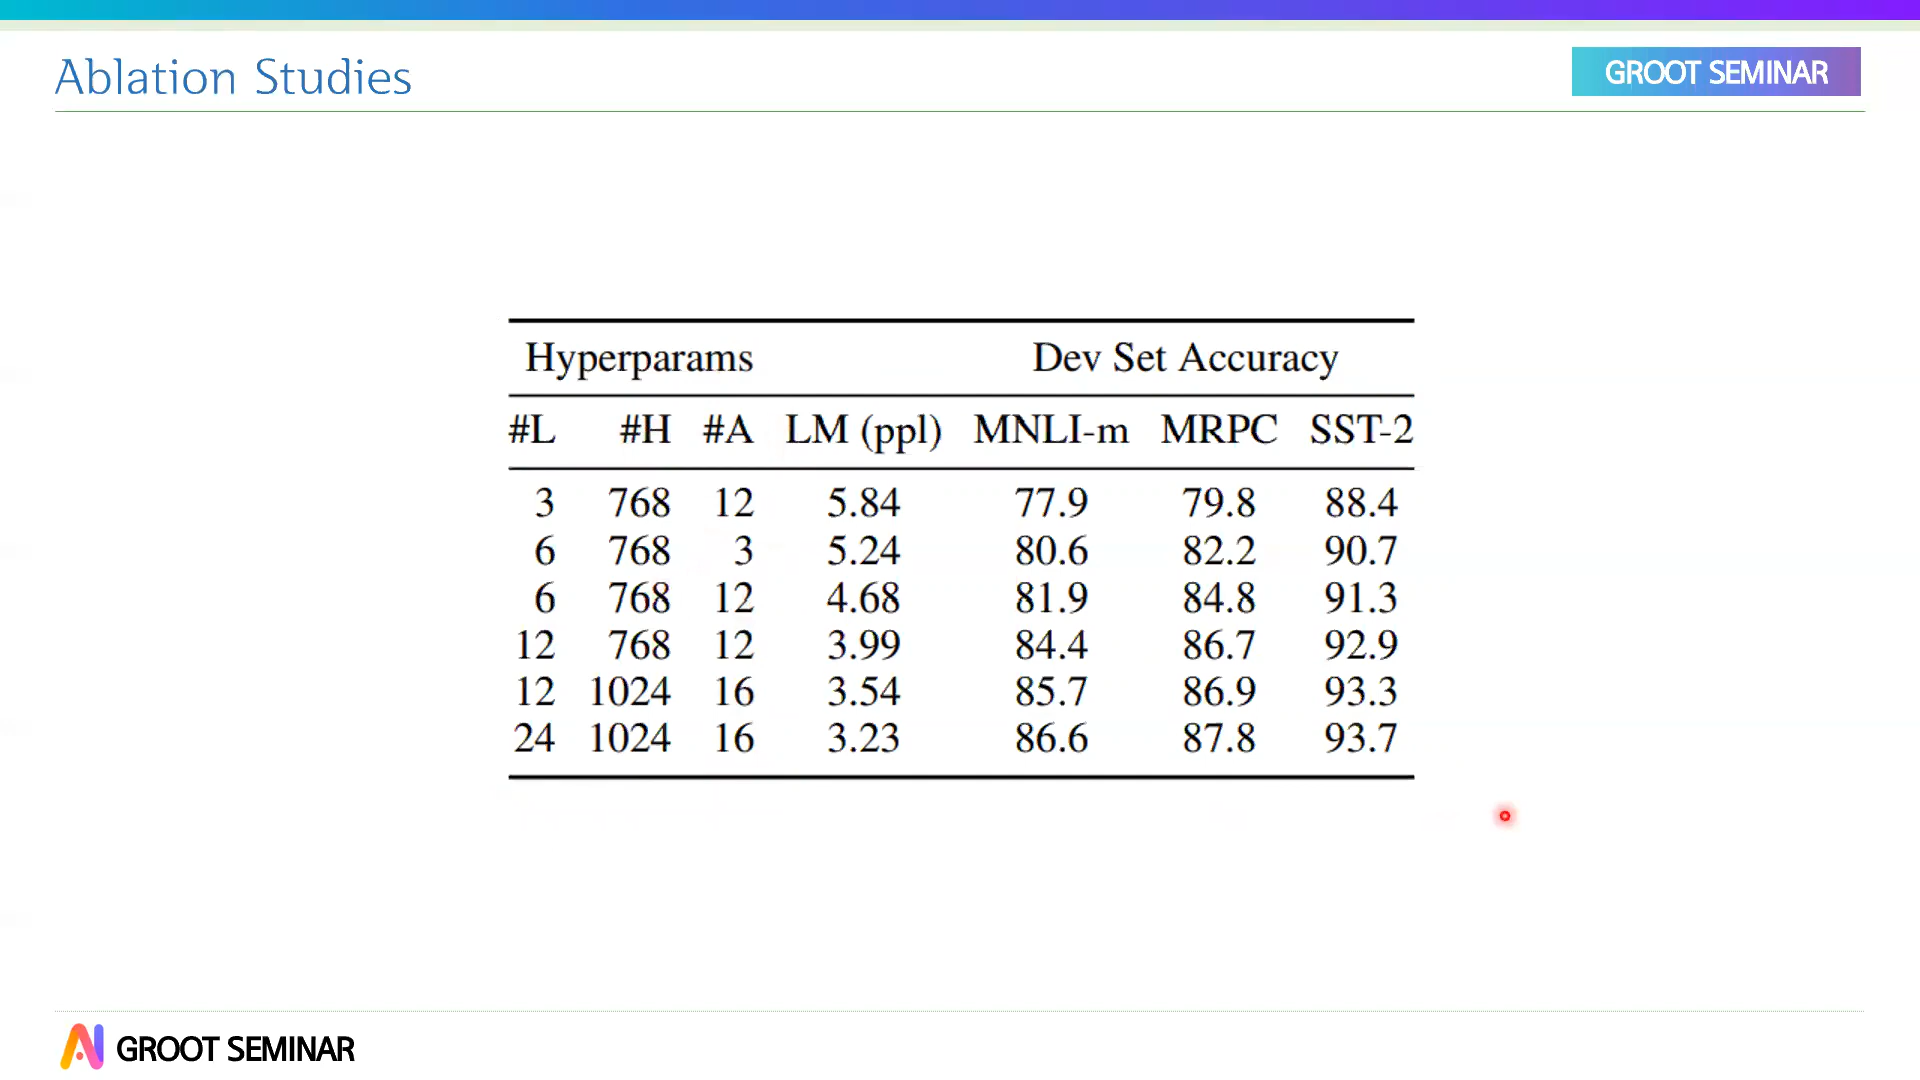 Ablation Studies
GROOT SEMINAR
Hyperparams Dev Set Accuracy
#L #H #A LM (ppl) MNLI-m MRPC SST-2
3 768 12 5.84 77.9 79.8 88.4
6 768 3 5.24 80.6 82.2 90.7
6 768 12 4.68 81.9 84.8 91.3
12 768 12 3.99 84.4 86.7 92.9
12 1024 16 3.54 85.7 86.9 93.3
24 1024 16 3.23 86.6 87.8 93.7
AI GROOT SEMINAR